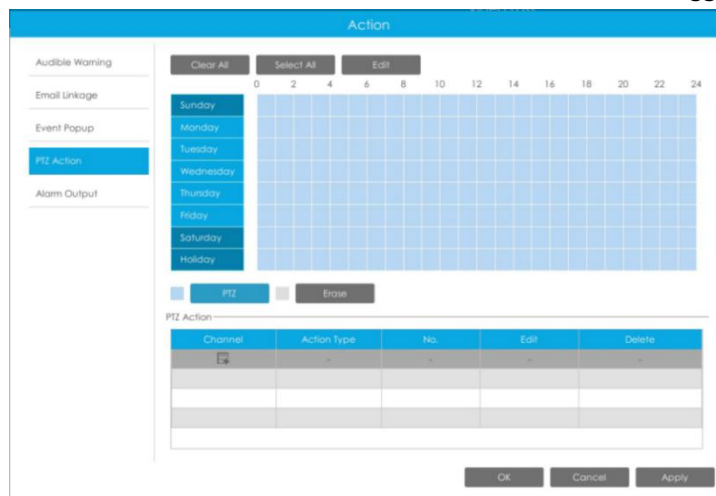 Action
Audible Warning
Email Linkage
Event Popup
PTZ Action
Alarm Output
Clear All Select All Edit
0 2 4 6 8 10 12 14 16 18 20 22 24
Sunday
Monday
Tuesday
Wednesday
Thursday
Friday
Saturday
Holiday
PTZ Erase
PTZ Action
Channel Action Type No. Edit Delete
- - - -
OK Cancel Apply